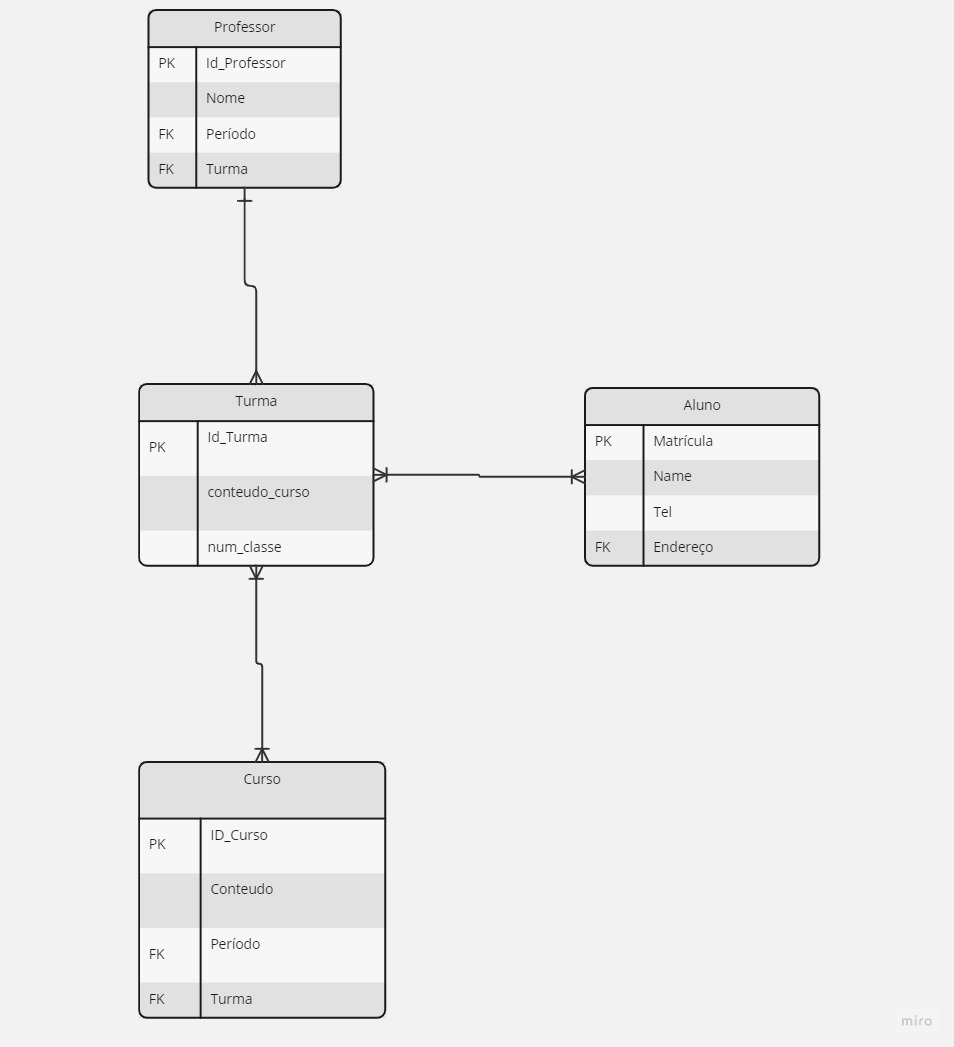 Professor
PK Id_Professor
Nome
FK Período
FK Turma
Turma
PK Id_Turma
conteudo_curso
num_classe
Aluno
PK Matrícula
Name
Tel
FK Endereço
Curso
PK ID_Curso
Conteudo
FK Período
FK Turma
miro